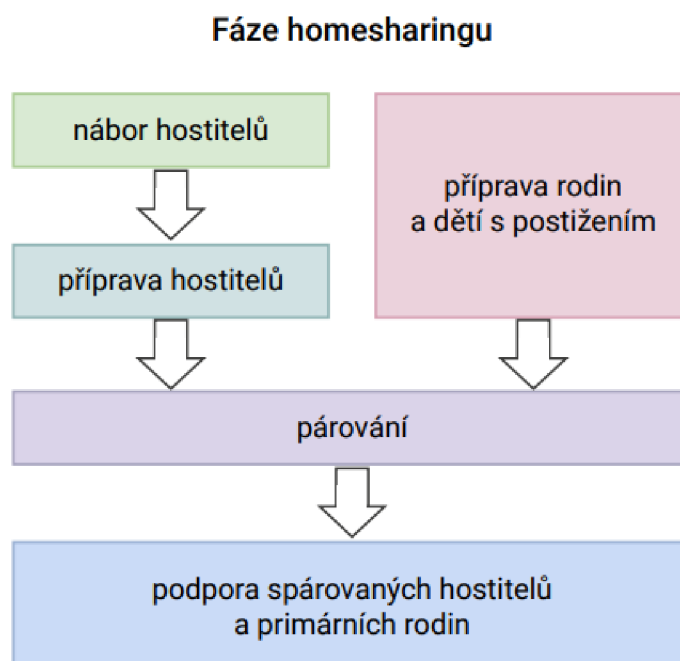 Fáze homesharingu
nábor hostitelů
příprava rodin
a dětí s postižením
příprava hostitelů
párování
podpora spárovaných hostitelů
a primárních rodin